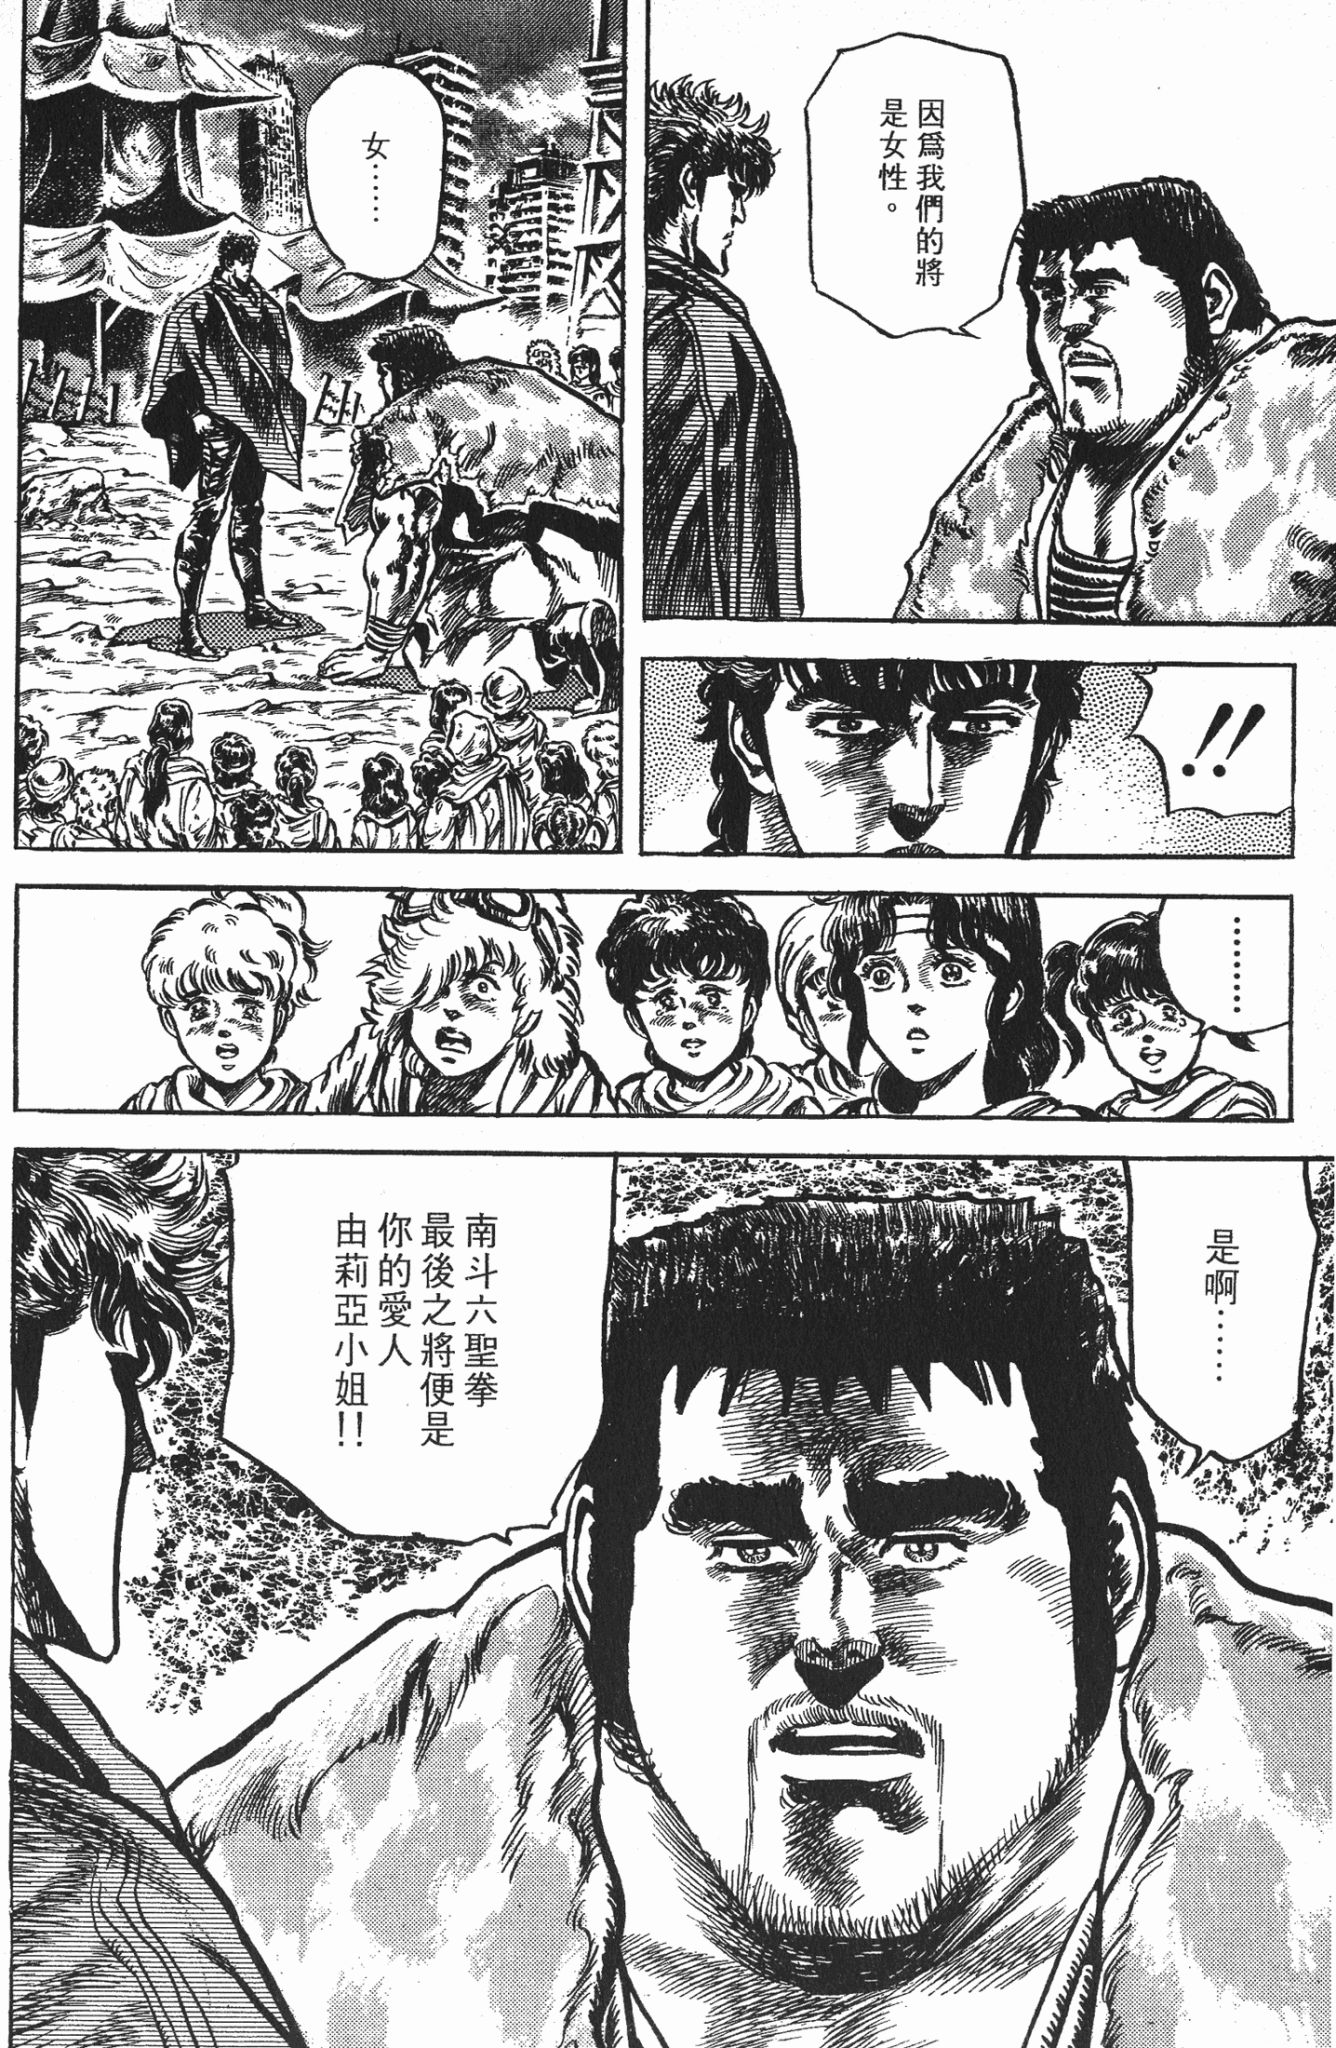 因爲我們的將
是女性。
女……
!!
………
是啊……
南斗六聖拳
最後之將便是
你的愛人
由莉亞小姐!!